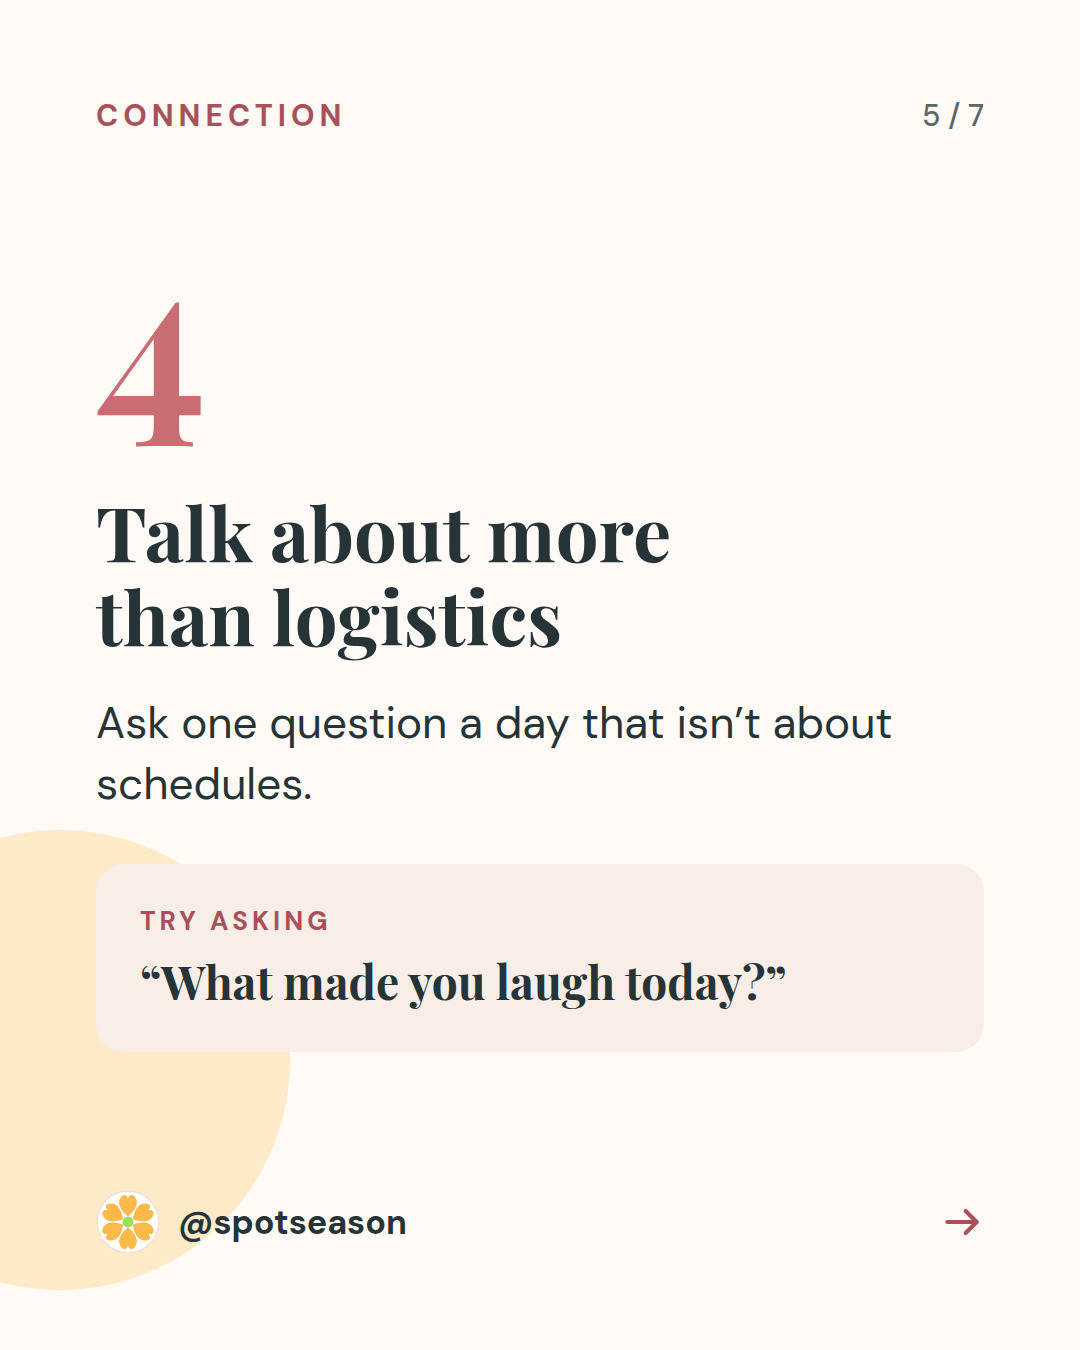 CONNECTION
5 / 7
4
Talk about more
than logistics
Ask one question a day that isn’t about
schedules.
TRY ASKING
“What made you laugh today?”
@spotseason